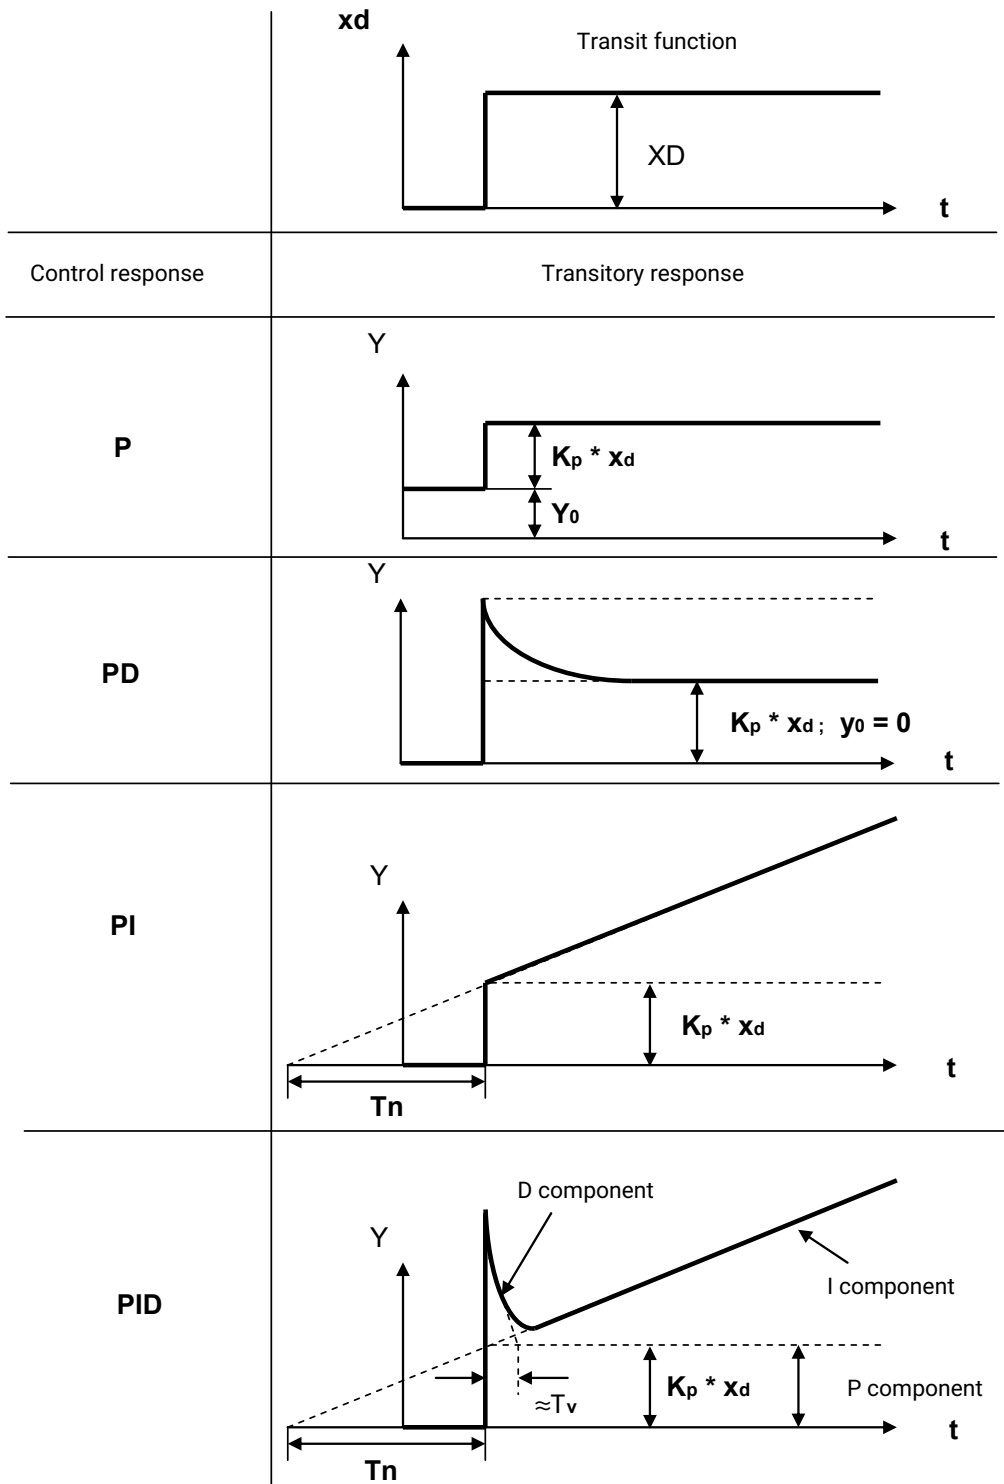 xd
Transit function
XD
t
Control response
Transitory response
Y
P
Kp * xd
Y0
t
Y
PD
Kp * xd ; y0 = 0
t
Y
PI
Kp * xd
t
Tn
D component
Y
I component
PID
Kp * xd
P component
≈Tv
t
Tn